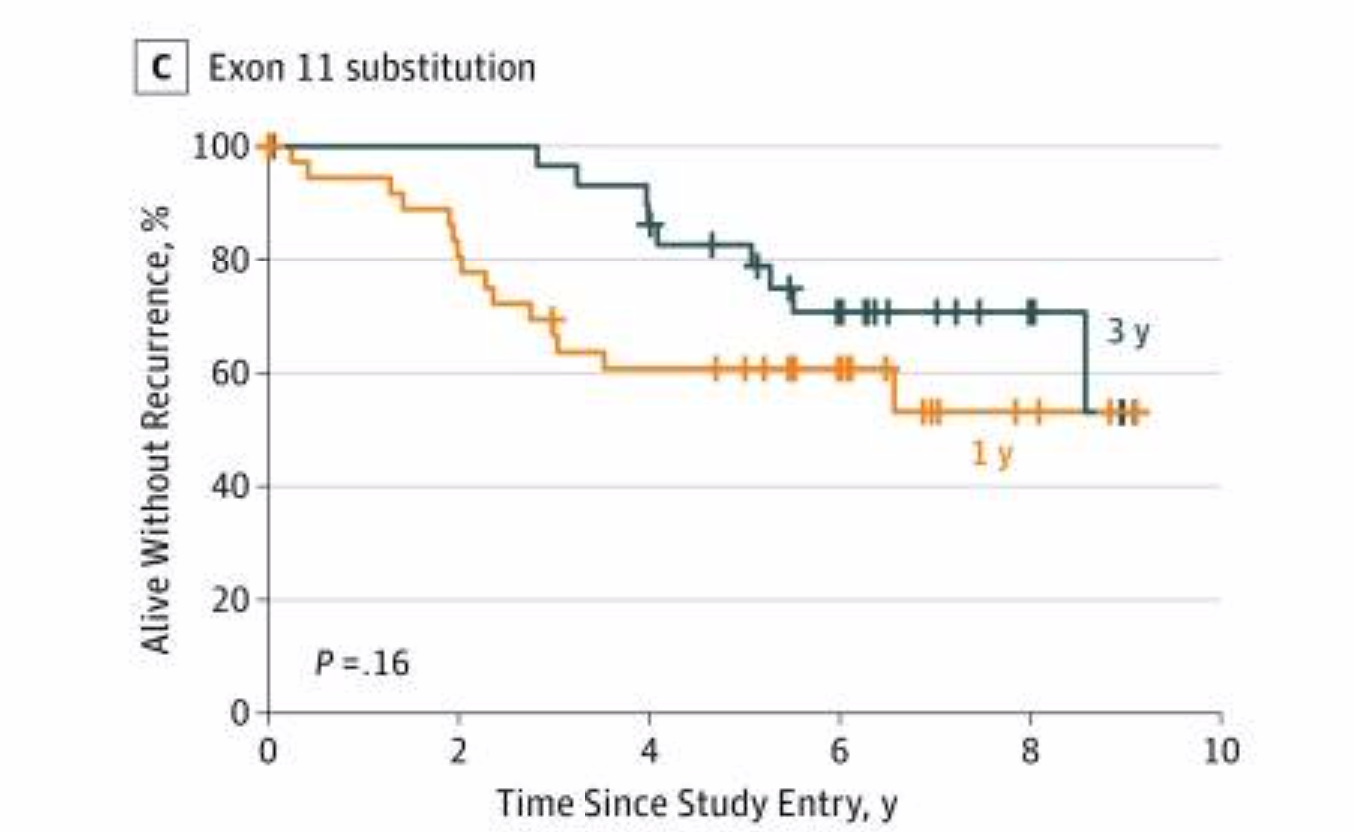 C Exon 11 substitution
100
80
60
40
20
0
Alive Without Recurrence, %
3 y
1 y
P =.16
0 2 4 6 8 10
Time Since Study Entry, y